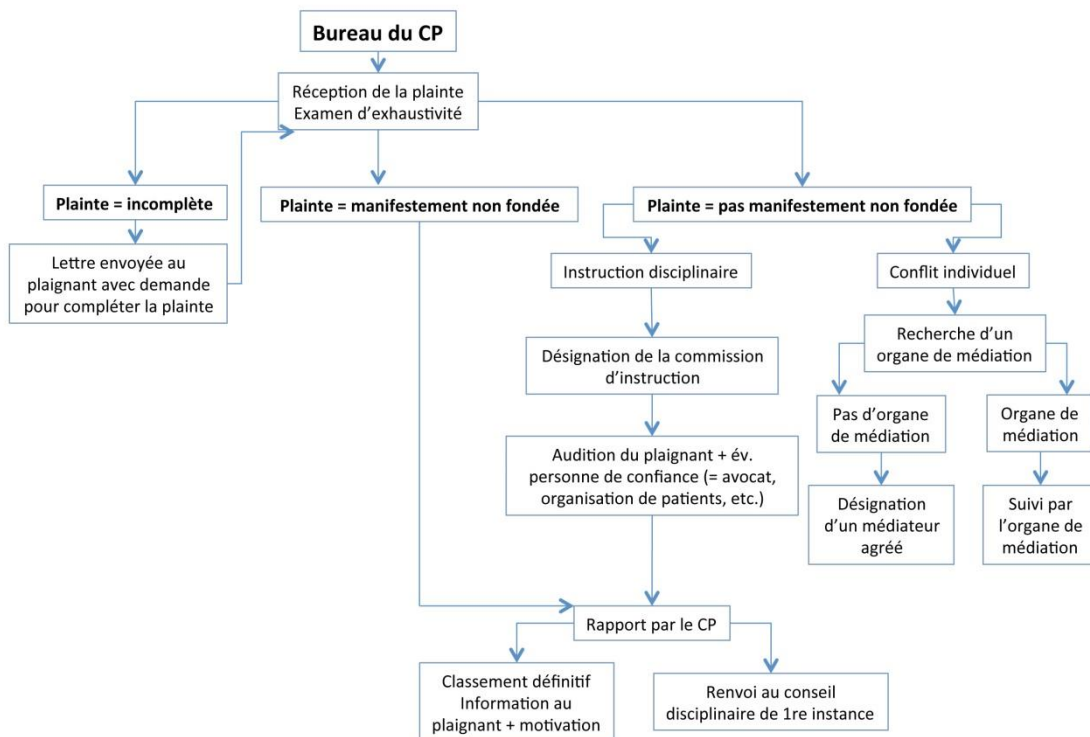 Bureau du CP
Réception de la plainte
Examen d'exhaustivité
Plainte = incomplète
Plainte = manifestement non fondée
Plainte = pas manifestement non fondée
Lettre envoyée au
plaignant avec demande
pour compléter la plainte
Instruction disciplinaire
Conflit individuel
Recherche d'un
organe de médiation
Désignation de la commission
d'instruction
Pas d'organe
de médiation
Organe de
médiation
Audition du plaignant + év.
personne de confiance (= avocat,
organisation de patients, etc.)
Désignation
d'un médiateur
agréé
Suivi par
l'organe de
médiation
Rapport par le CP
Classement définitif
Information au
plaignant + motivation
Renvoi au conseil
disciplinaire de 1re instance